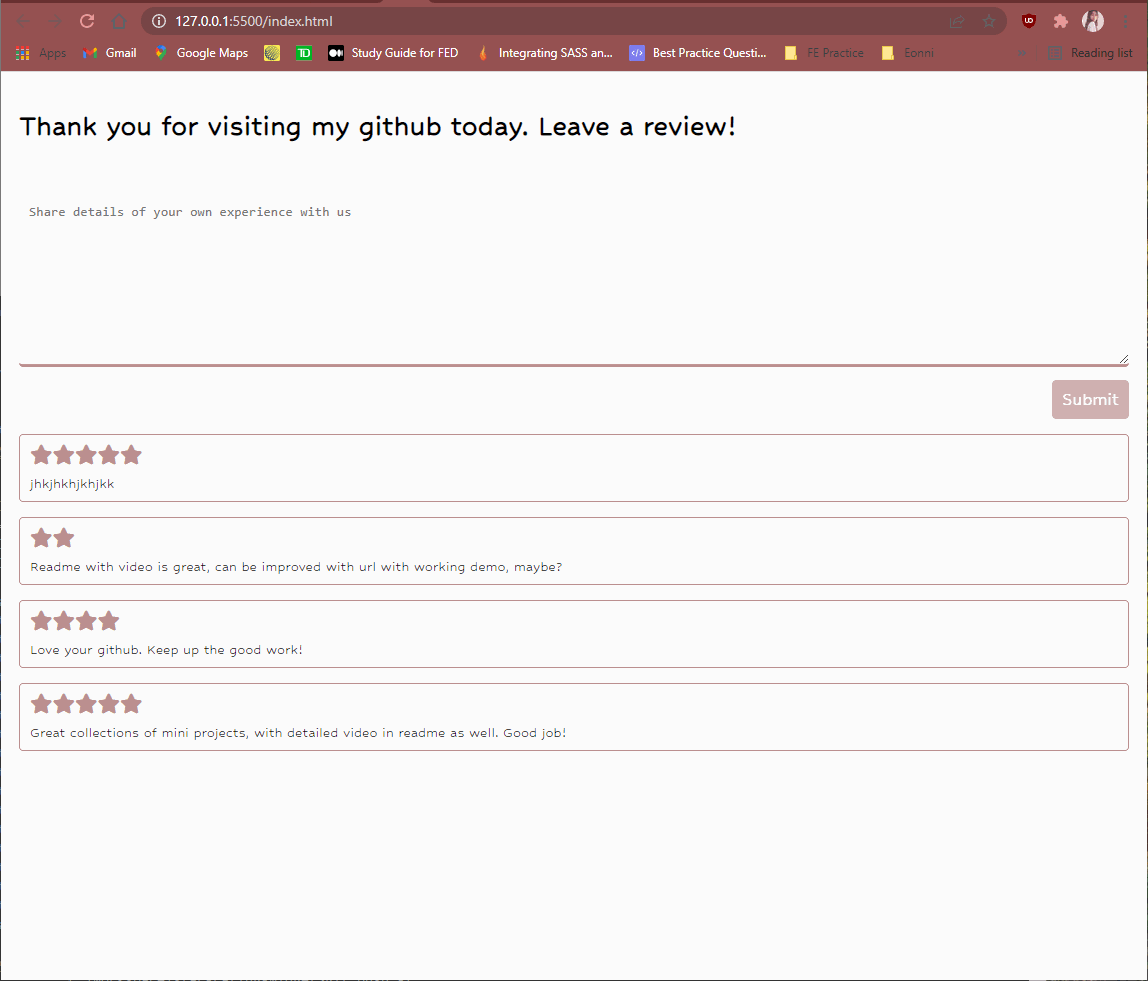 127.0.0.1:5500/index.html
Apps Gmail Google Maps TD Study Guide for FED Integrating SASS an... </> Best Practice Questi... FE Practice Eonni Reading list
Thank you for visiting my github today. Leave a review!
Share details of your own experience with us
Submit
jhkjhkhjkhjkk
Readme with video is great, can be improved with url with working demo, maybe?
Love your github. Keep up the good work!
Great collections of mini projects, with detailed video in readme as well. Good job!